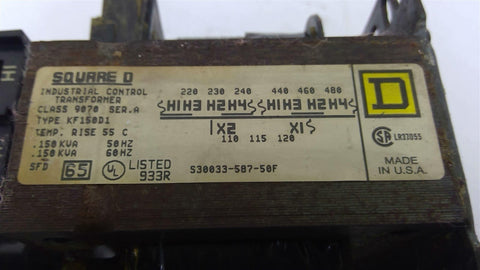 SQUARE D
INDUSTRIAL CONTROL
TRANSFORMER
CLASS 9070 SER.A
TYPE KF150D1
TEMP. RISE 55 C
.150 KVA 50HZ
.150 KVA 60HZ
SFD 65
UL LISTED
933R
220 230 240 440 460 480
H1H3 H2H4 H1H3 H2H4
X2 X1
110 115 120
S30033-587-50F
D
SA LR33055
MADE
IN U.S.A.